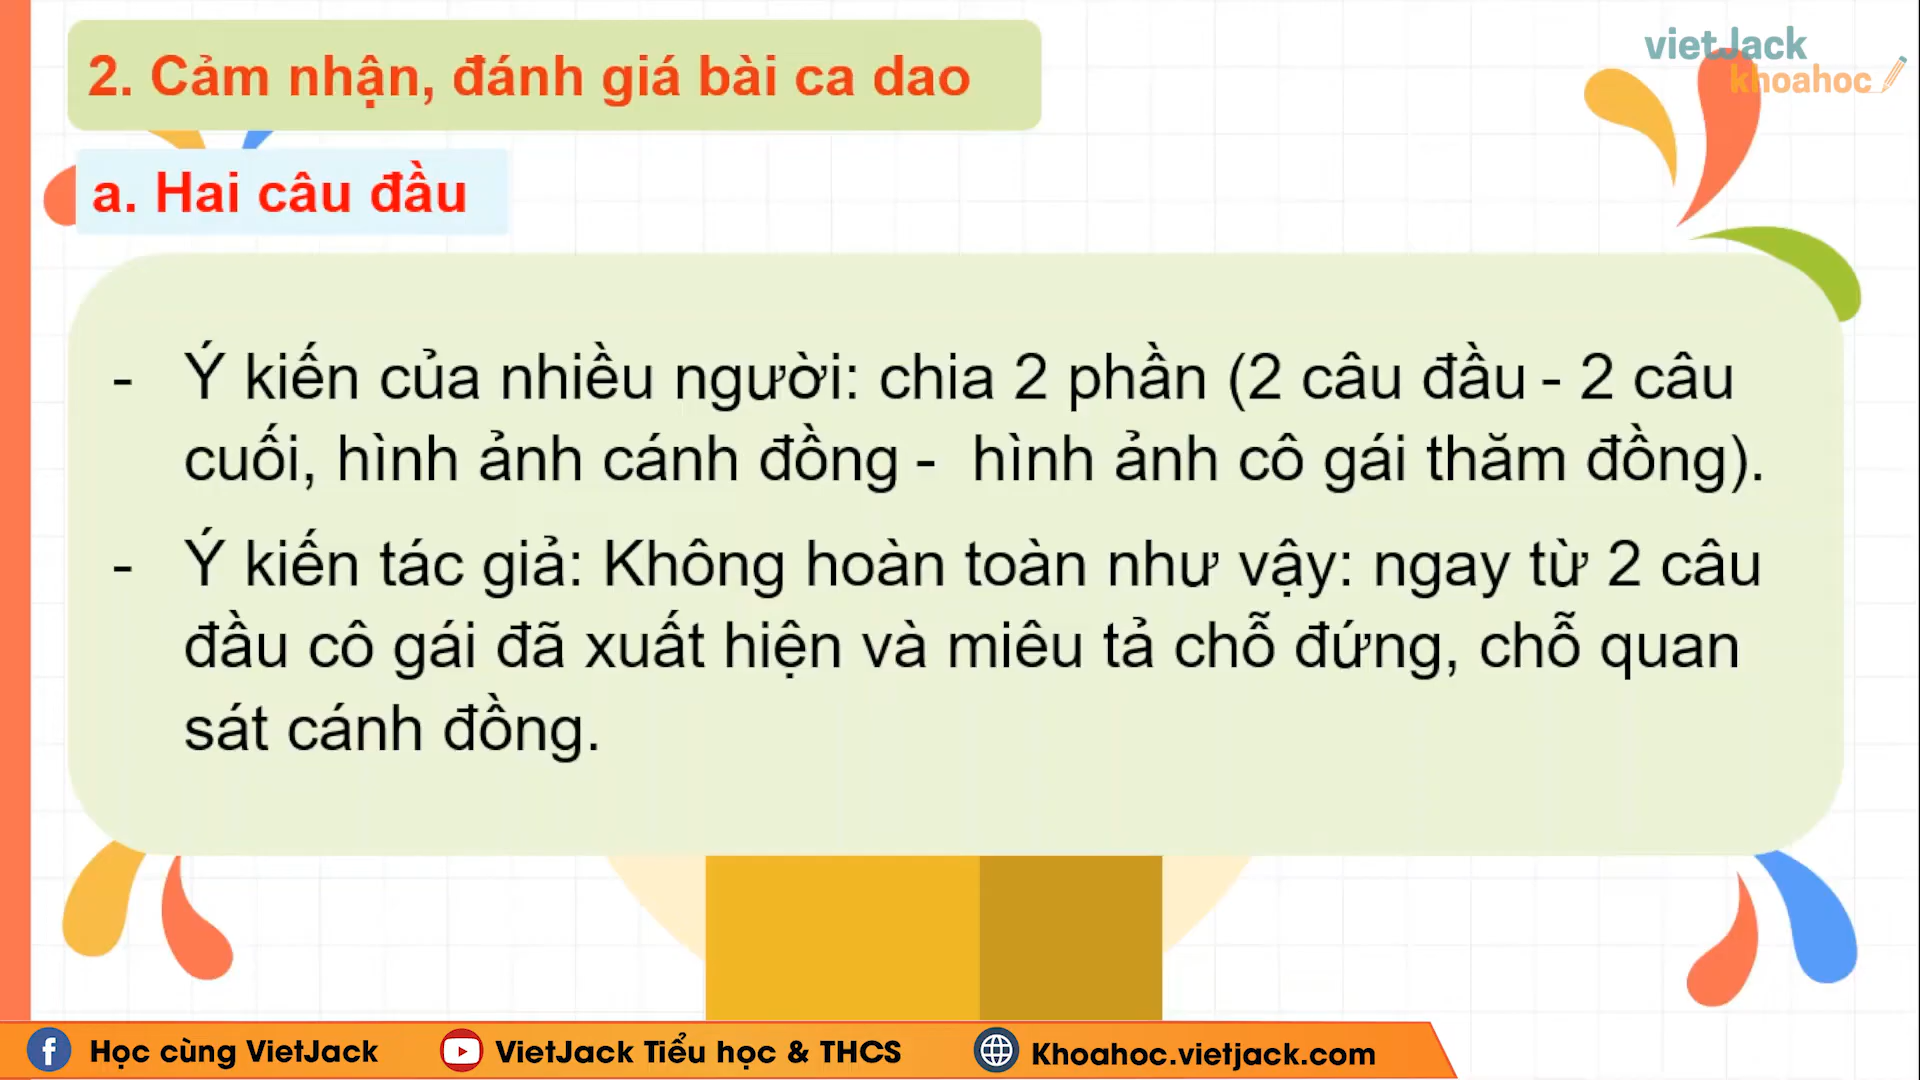 vietJack
khoahoc
2. Cảm nhận, đánh giá bài ca dao
a. Hai câu đầu
- Ý kiến của nhiều người: chia 2 phần (2 câu đầu - 2 câu
cuối, hình ảnh cánh đồng - hình ảnh cô gái thăm đồng).
- Ý kiến tác giả: Không hoàn toàn như vậy: ngay từ 2 câu
đầu cô gái đã xuất hiện và miêu tả chỗ đứng, chỗ quan
sát cánh đồng.
Học cùng VietJack
VietJack Tiểu học & THCS
Khoahoc.vietjack.com